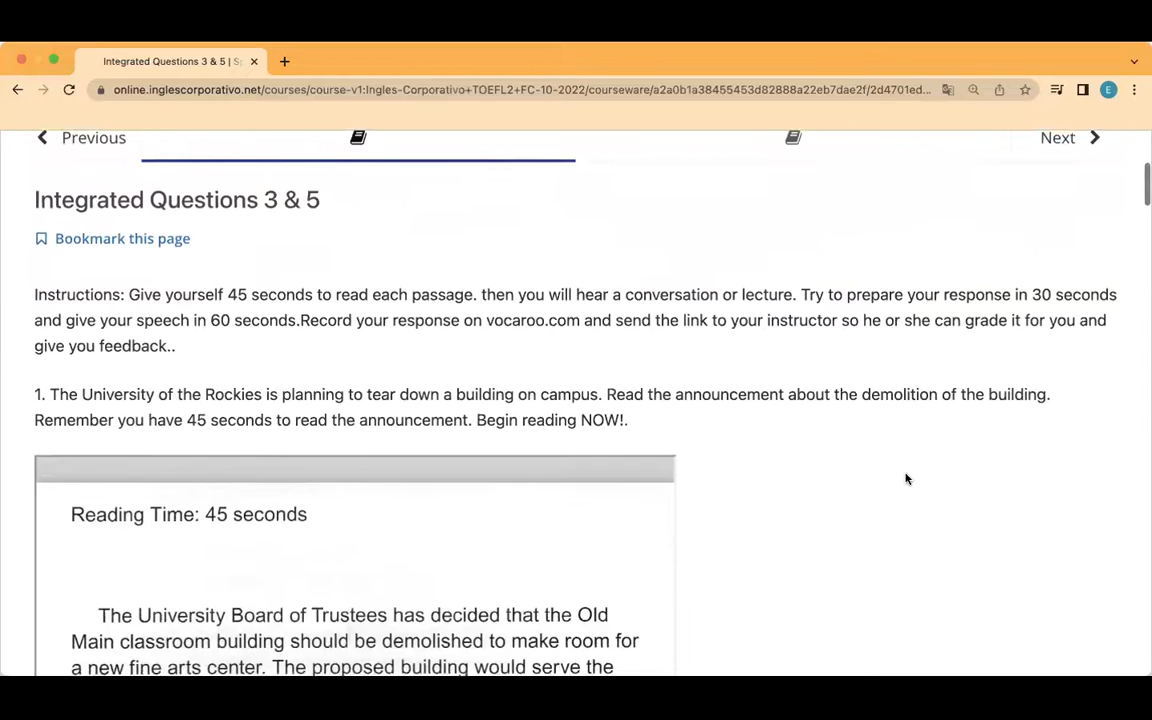 Integrated Questions 3 & 5 | Sp
online.inglescorporativo.net/courses/course-v1:Ingles-Corporativo+TOEFL2+FC-10-2022/courseware/a2a0b1a38455453d82888a22eb7dae2f/2d4701ed...
E
Previous
Next
Integrated Questions 3 & 5
Bookmark this page
Instructions: Give yourself 45 seconds to read each passage. then you will hear a conversation or lecture. Try to prepare your response in 30 seconds
and give your speech in 60 seconds.Record your response on vocaroo.com and send the link to your instructor so he or she can grade it for you and
give you feedback..
1. The University of the Rockies is planning to tear down a building on campus. Read the announcement about the demolition of the building.
Remember you have 45 seconds to read the announcement. Begin reading NOW!.
Reading Time: 45 seconds
The University Board of Trustees has decided that the Old
Main classroom building should be demolished to make room for
a new fine arts center. The proposed building would serve the